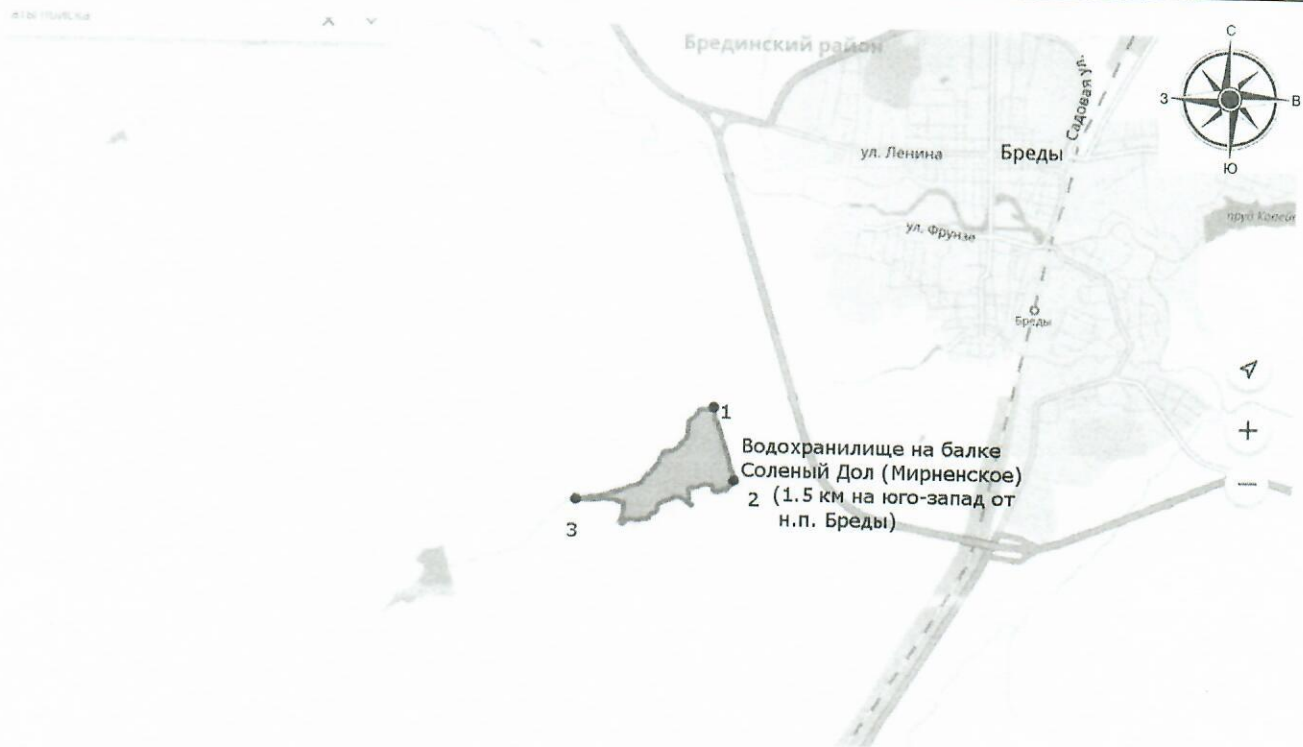 Брединский район
С
З
В
Ю
Садовая ул.
ул. Ленина
Бреды
ул. Фрунзе
пруд
Бреды
1
Водохранилище на балке
Соленый Дол (Мирненское)
2 (1.5 км на юго-запад от
н.п. Бреды)
3